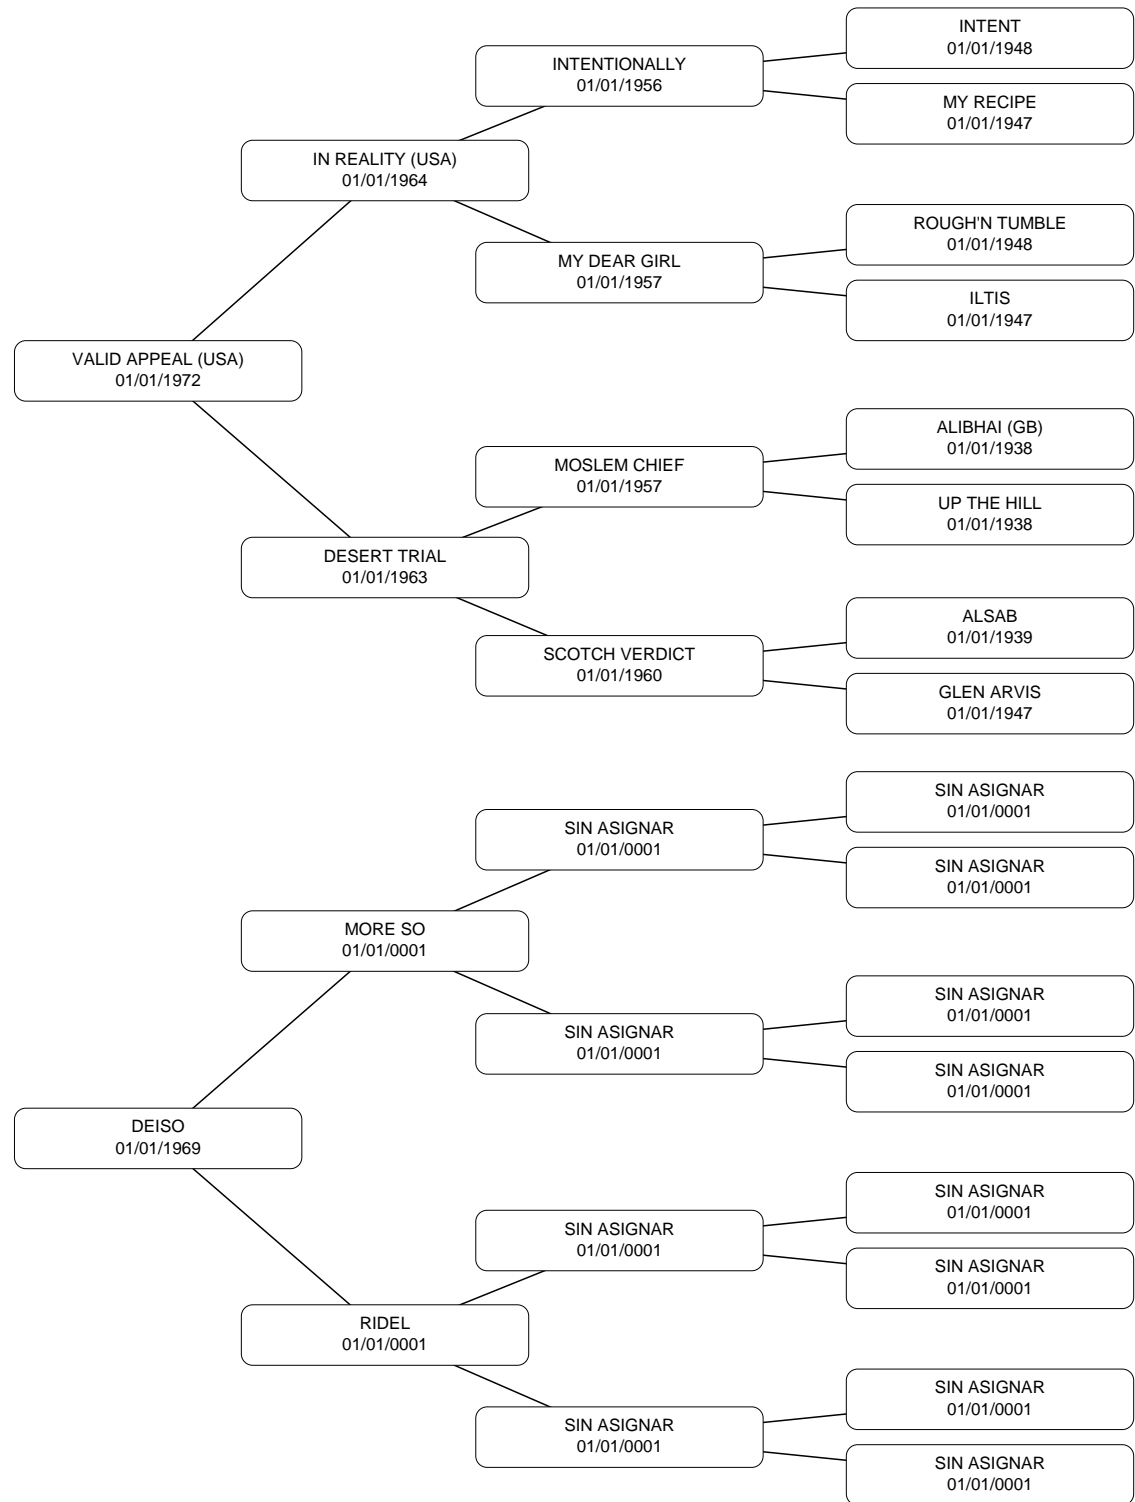 INTENT
01/01/1948
INTENTIONALLY
01/01/1956
MY RECIPE
01/01/1947
IN REALITY (USA)
01/01/1964
ROUGH'N TUMBLE
01/01/1948
MY DEAR GIRL
01/01/1957
ILTIS
01/01/1947
VALID APPEAL (USA)
01/01/1972
ALIBHAI (GB)
01/01/1938
MOSLEM CHIEF
01/01/1957
UP THE HILL
01/01/1938
DESERT TRIAL
01/01/1963
ALSAB
01/01/1939
SCOTCH VERDICT
01/01/1960
GLEN ARVIS
01/01/1947
SIN ASIGNAR
01/01/0001
SIN ASIGNAR
01/01/0001
SIN ASIGNAR
01/01/0001
MORE SO
01/01/0001
SIN ASIGNAR
01/01/0001
SIN ASIGNAR
01/01/0001
SIN ASIGNAR
01/01/0001
DEISO
01/01/1969
SIN ASIGNAR
01/01/0001
SIN ASIGNAR
01/01/0001
SIN ASIGNAR
01/01/0001
RIDEL
01/01/0001
SIN ASIGNAR
01/01/0001
SIN ASIGNAR
01/01/0001
SIN ASIGNAR
01/01/0001